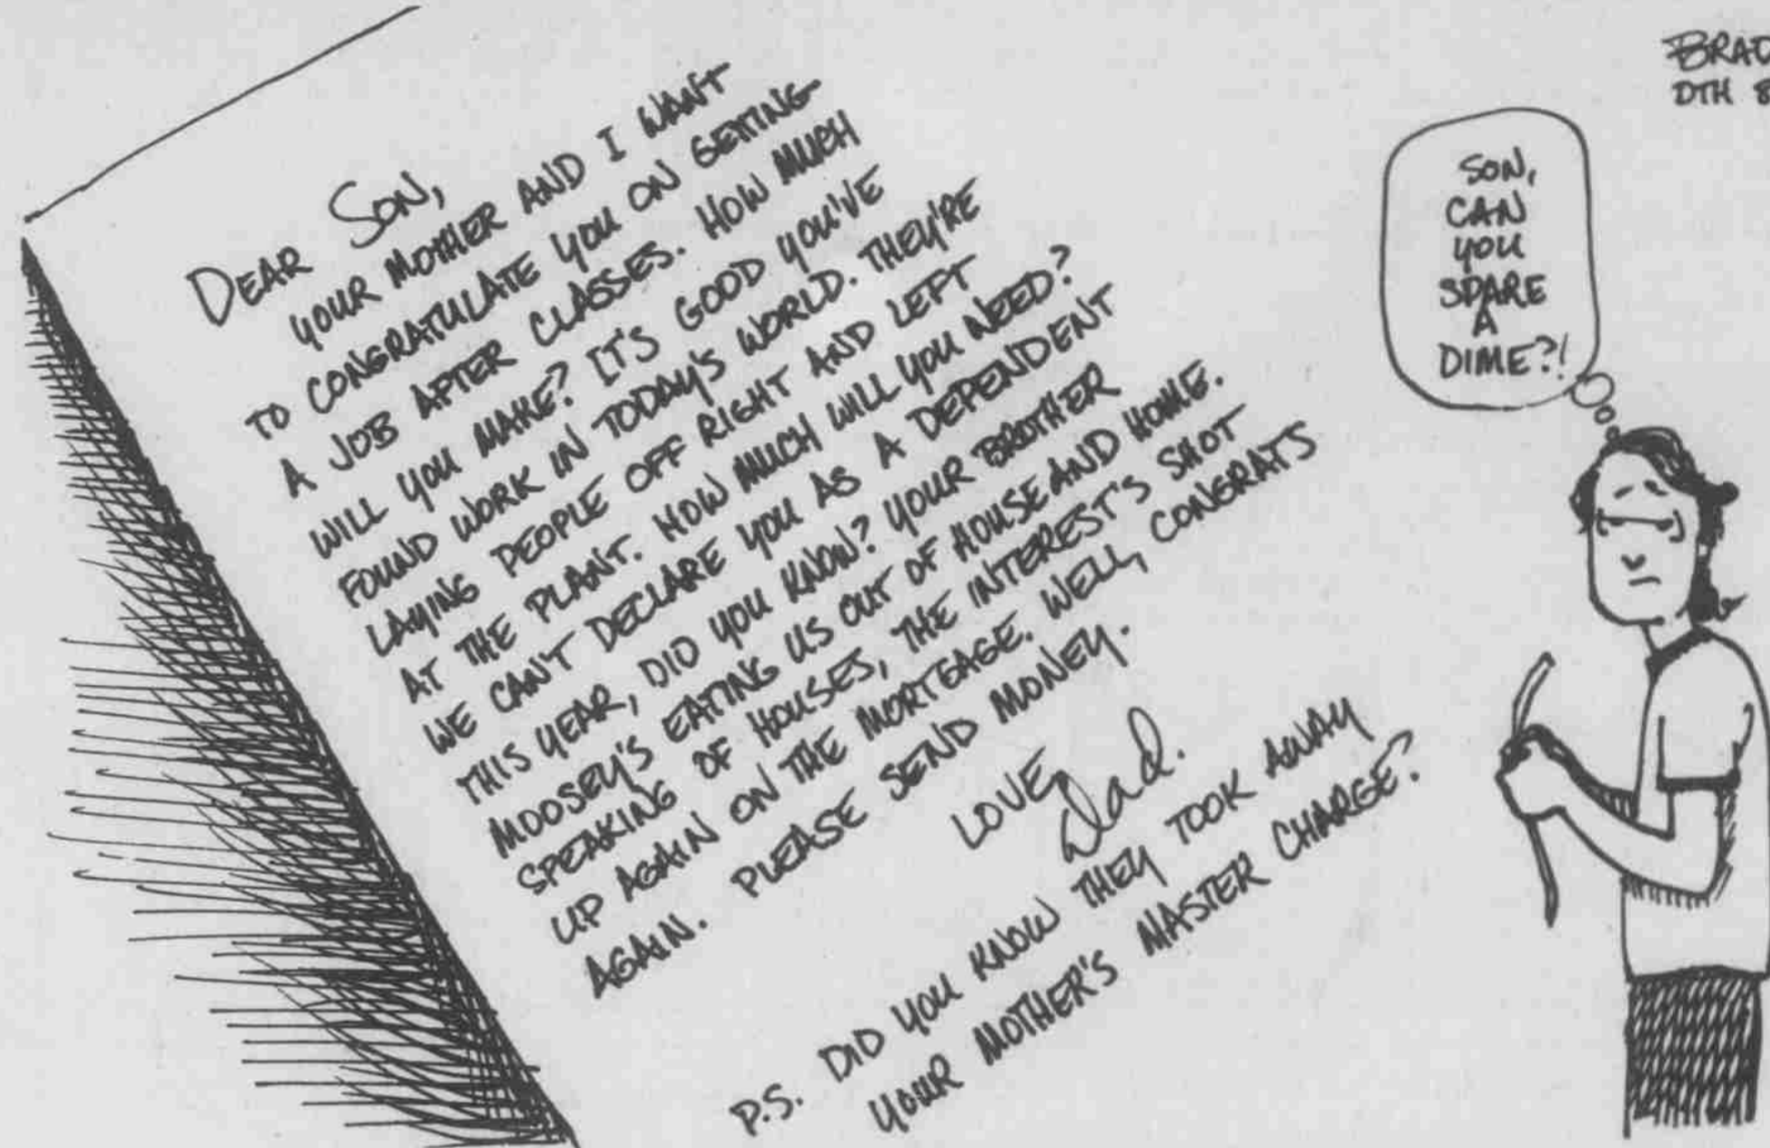 DEAR SON,
YOUR MOTHER AND I WANT
TO CONGRATULATE YOU ON GETTING
A JOB AFTER CLASSES. HOW MUCH
WILL YOU MAKE? IT'S GOOD YOU'VE
FOUND WORK IN TODAY'S WORLD. THEY'RE
LAYING PEOPLE OFF RIGHT AND LEFT
AT THE PLANT. HOW MUCH WILL YOU NEED?
WE CAN'T DECLARE YOU AS A DEPENDENT
THIS YEAR, DID YOU KNOW? YOUR BROTHER
MOOSEY'S EATING US OUT OF HOUSE AND HOME.
SPEAKING OF HOUSES, THE INTEREST'S SHOT
UP AGAIN ON THE MORTGAGE. WELL, CONGRATS
AGAIN. PLEASE SEND MONEY.
LOVE,
Dad.
P.S. DID YOU KNOW THEY TOOK AWAY
YOUR MOTHER'S MASTER CHARGE?
SON,
CAN
YOU
SPARE
A
DIME?!
DTH 8